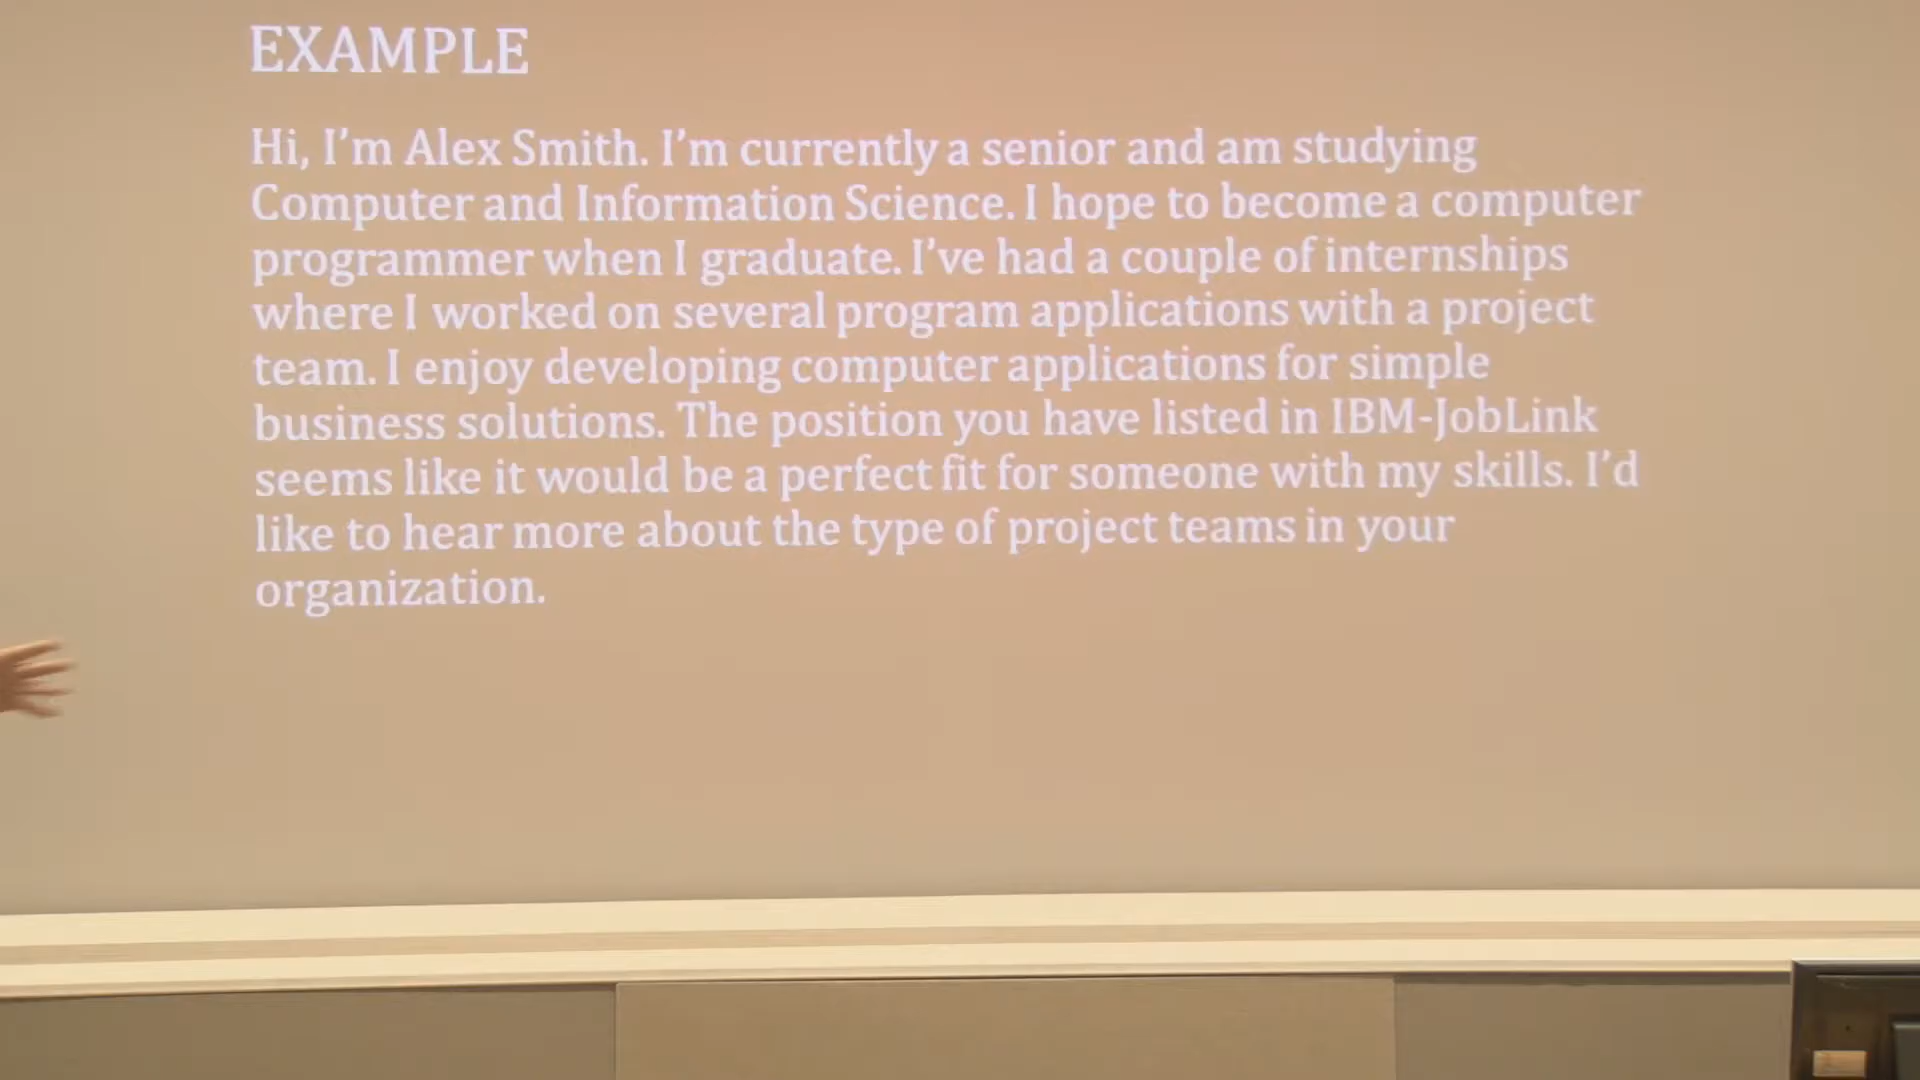 EXAMPLE
Hi, I'm Alex Smith. I'm currently a senior and am studying
Computer and Information Science. I hope to become a computer
programmer when I graduate. I've had a couple of internships
where I worked on several program applications with a project
team. I enjoy developing computer applications for simple
business solutions. The position you have listed in IBM-JobLink
seems like it would be a perfect fit for someone with my skills. I'd
like to hear more about the type of project teams in your
organization.